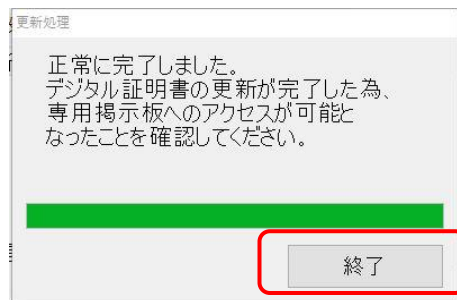 更新処理
正常に完了しました。
デジタル証明書の更新が完了した為、
専用掲示板へのアクセスが可能と
なったことを確認してください。
終了